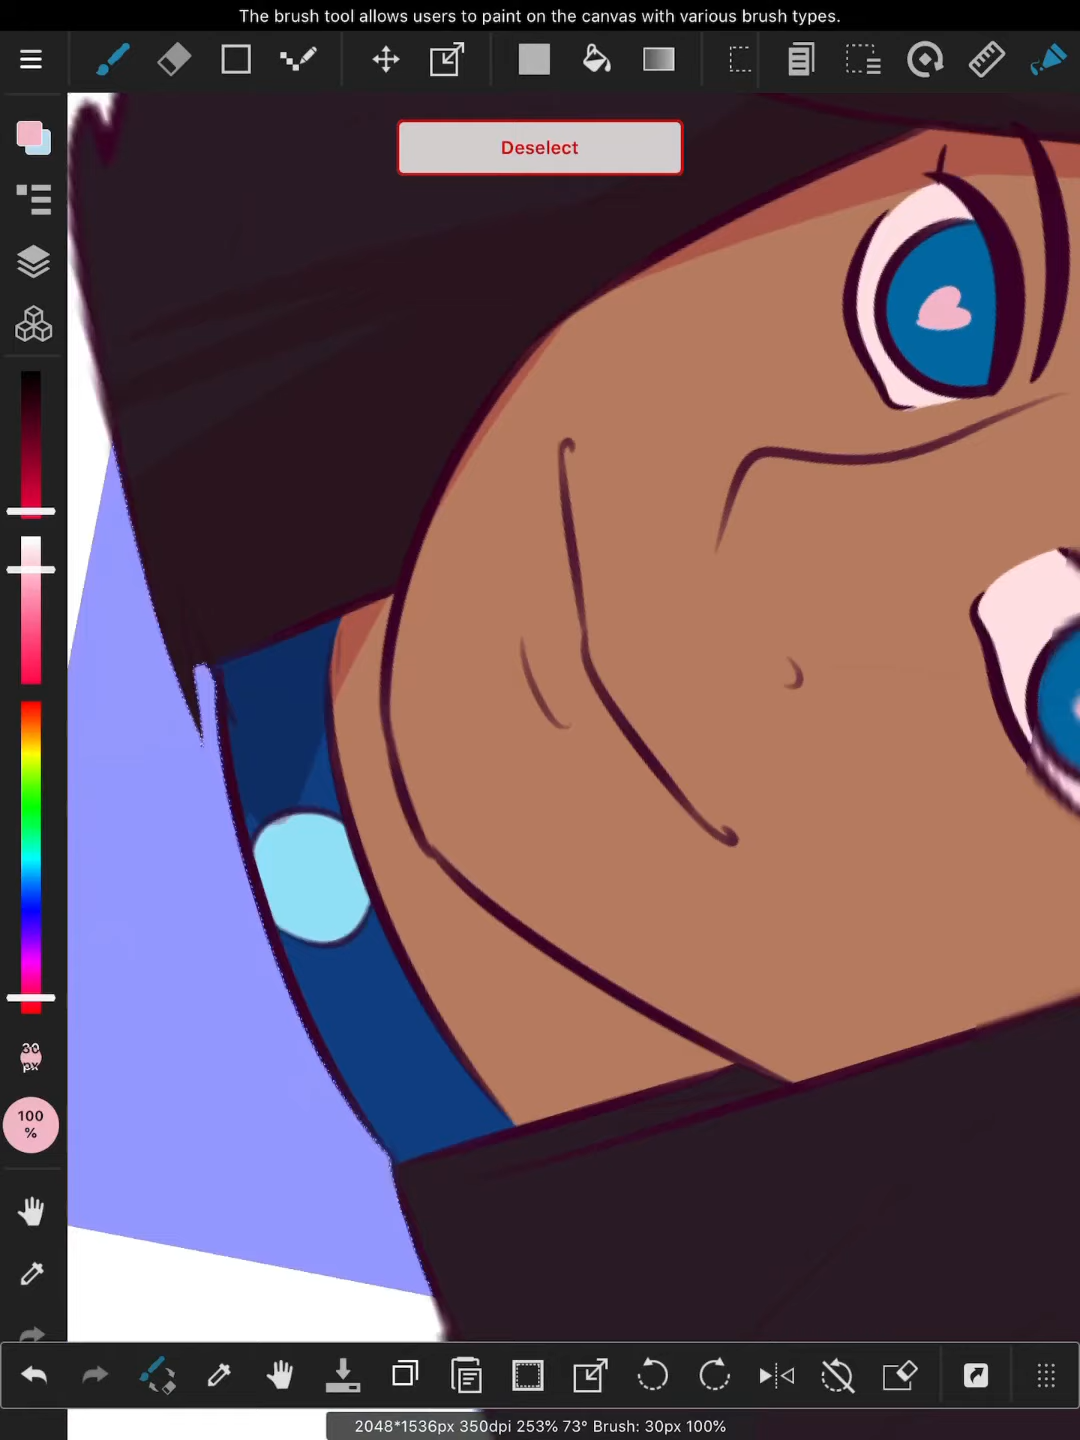 The brush tool allows users to paint on the canvas with various brush types.
Deselect
30
px
100
%
2048*1536px 350dpi 253% 73° Brush: 30px 100%